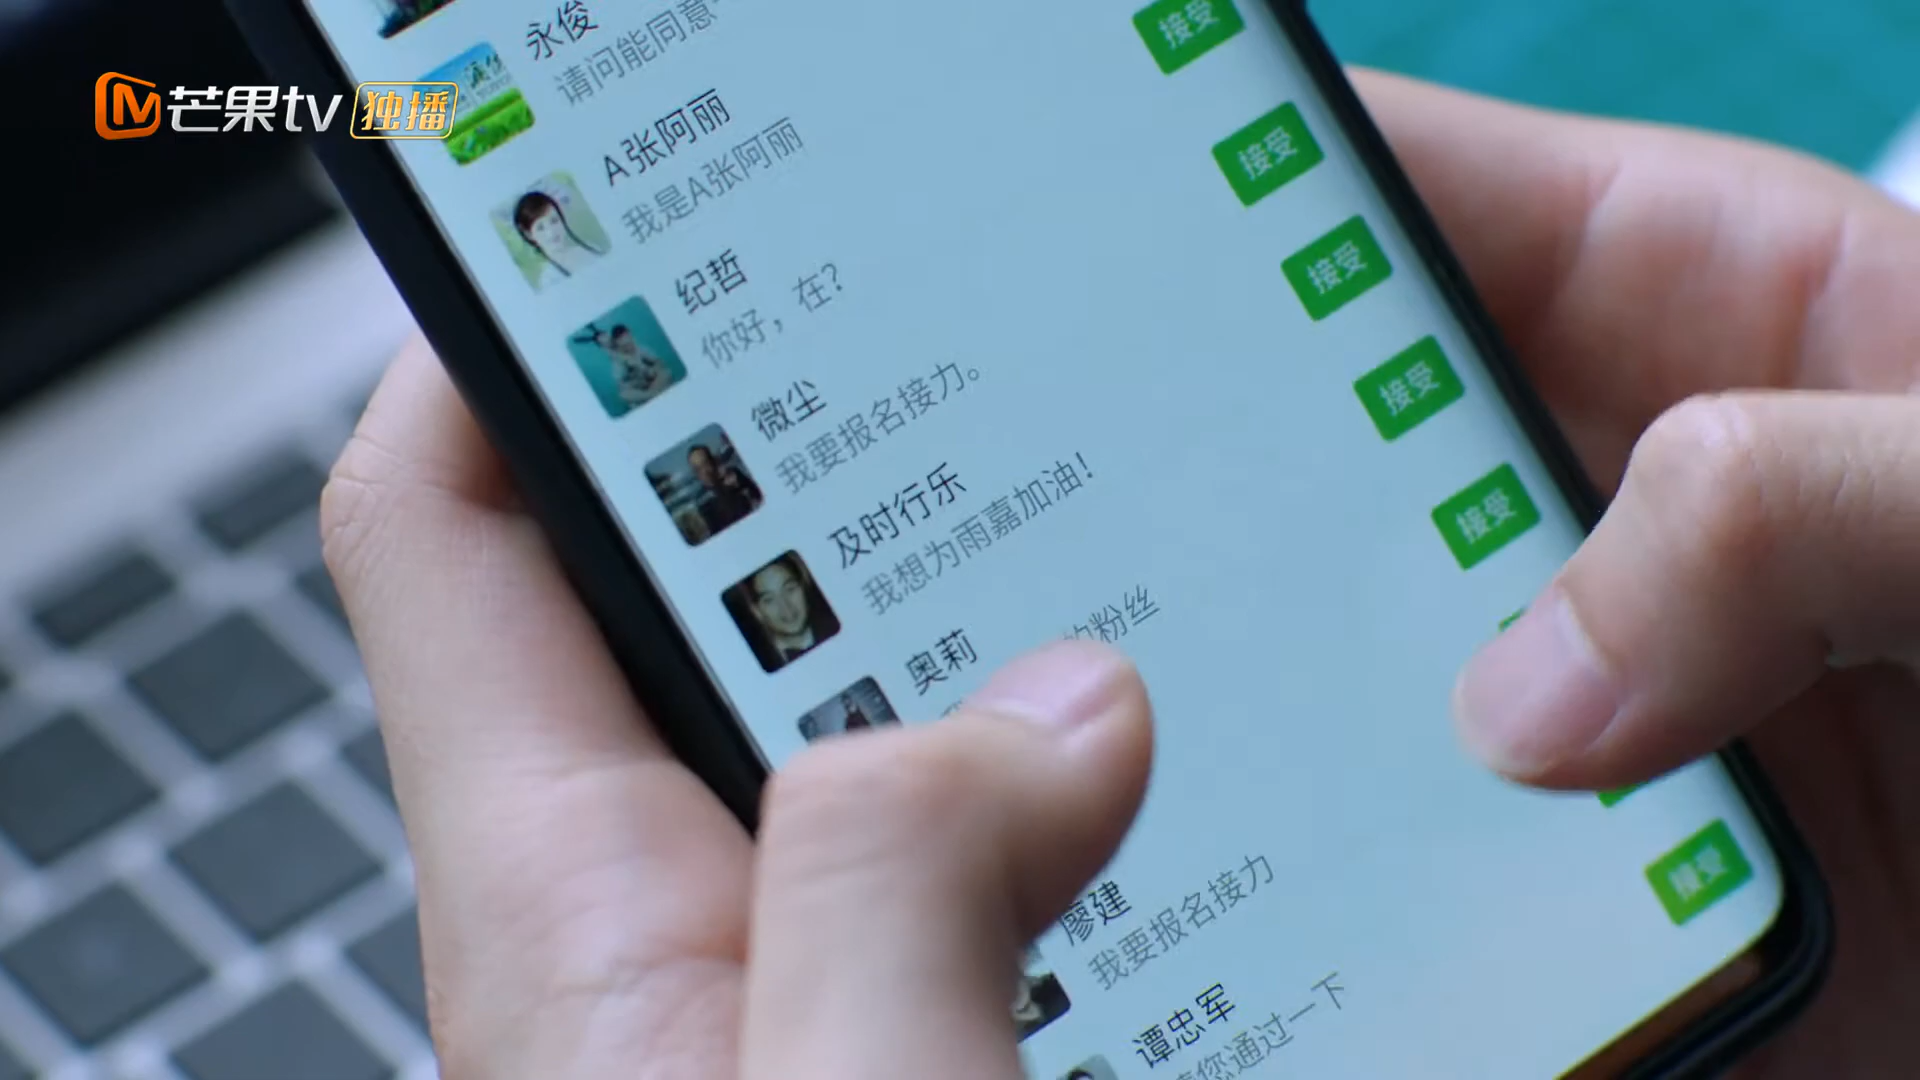 芒果tv 独播
永俊
请问能同意
接受
A张阿丽
我是A张阿丽
接受
纪哲
你好，在？
接受
微尘
我要报名接力。
接受
及时行乐
我想为雨嘉加油！
接受
奥莉
的粉丝
廖建
我要报名接力
接受
谭忠军
您通过一下